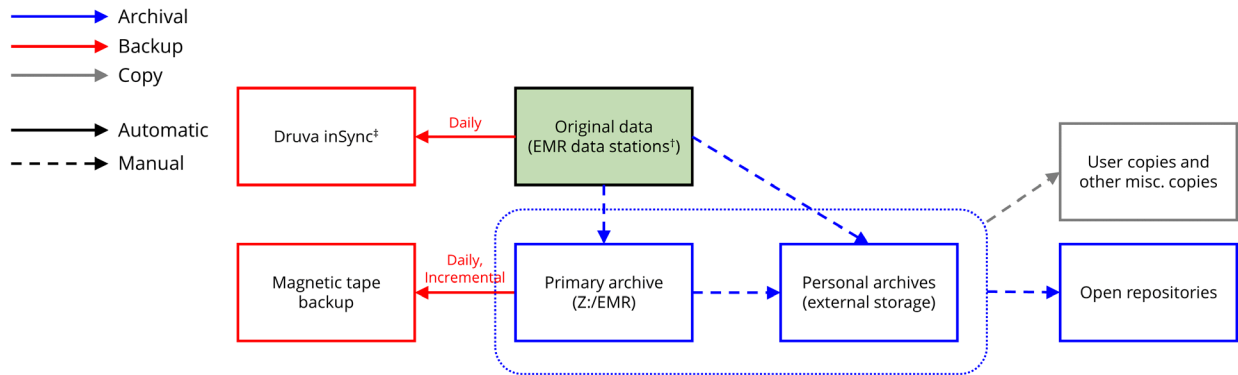 Archival
Backup
Copy
Automatic
Manual
Druva inSync‡
Daily
Original data
(EMR data stations†)
User copies and
other misc. copies
Magnetic tape
backup
Daily,
Incremental
Primary archive
(Z:/EMR)
Personal archives
(external storage)
Open repositories